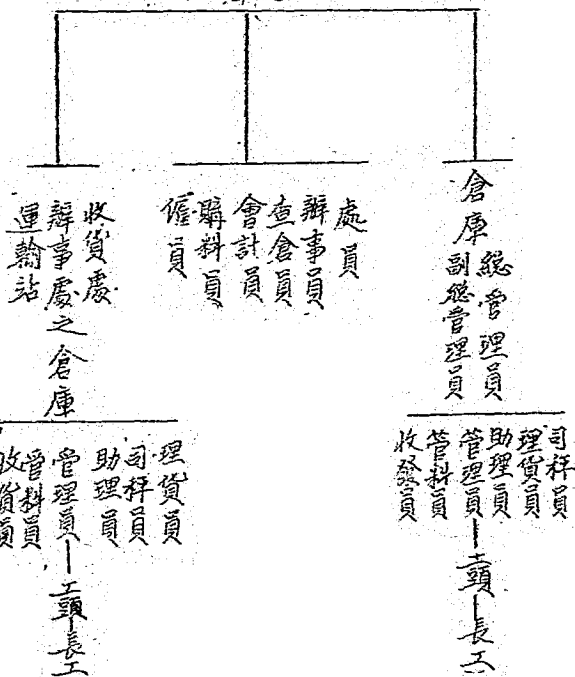 倉庫
總管理員
副總管理員
司秤員
理貨員
助理員
管理員—工頭—長工
管料員
收發員
處員
辦事員
查倉員
會計員
購料員
僱員
收貨處
辦事處之倉庫
運輸站
理貨員
司秤員
助理員
管理員—工頭—長工
管料員
收貨員